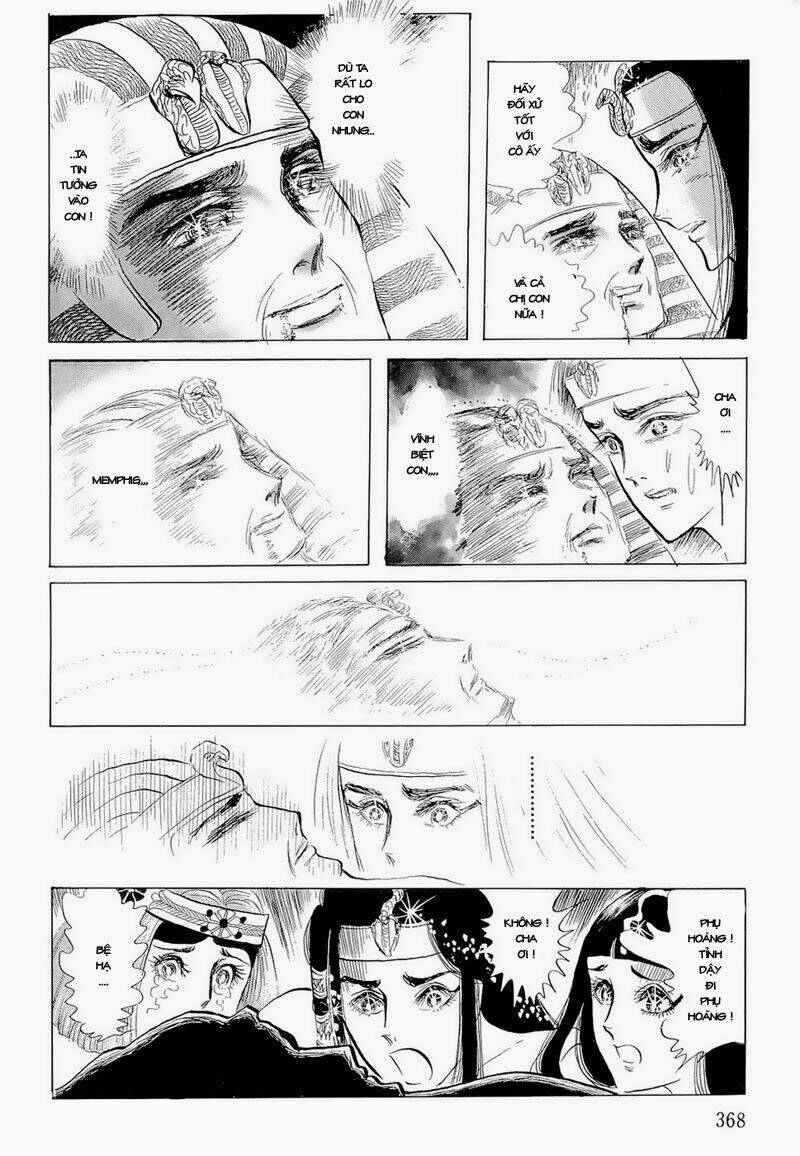 HÃY
ĐỐI XỬ
TỐT
VỚI
CÔ ẤY
VÀ CẢ
CHỊ CON
NỮA !
DÙ TA
RẤT LO
CHO
CON
NHƯNG..
..TA
TIN
TƯỞNG
VÀO
CON !
CHA
ƠI
....
VĨNH
BIỆT
CON,,,,
MEMPHIS,,,,
PHỤ
HOÀNG !
TỈNH
DẬY
ĐI
PHỤ
HOÀNG !
KHÔNG !
CHA
ƠI !
BỆ
HẠ
....
368